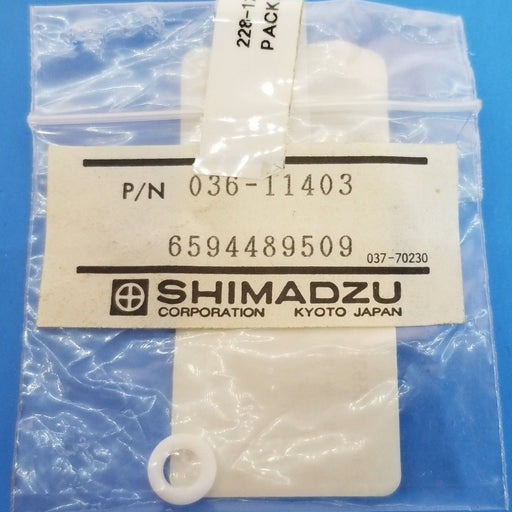 228-1
PACK
P/N 036-11403
6594489509 037-70230
SHIMADZU
CORPORATION KYOTO JAPAN